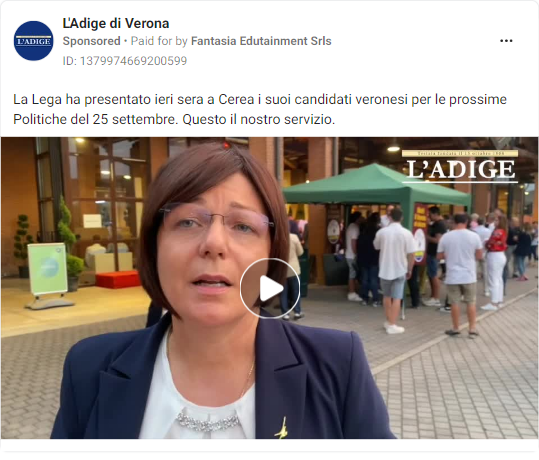 L'ADIGE
L'Adige di Verona
Sponsored • Paid for by Fantasia Edutainment Srls
ID: 1379974669200599
La Lega ha presentato ieri sera a Cerea i suoi candidati veronesi per le prossime
Politiche del 25 settembre. Questo il nostro servizio.
L'ADIGE